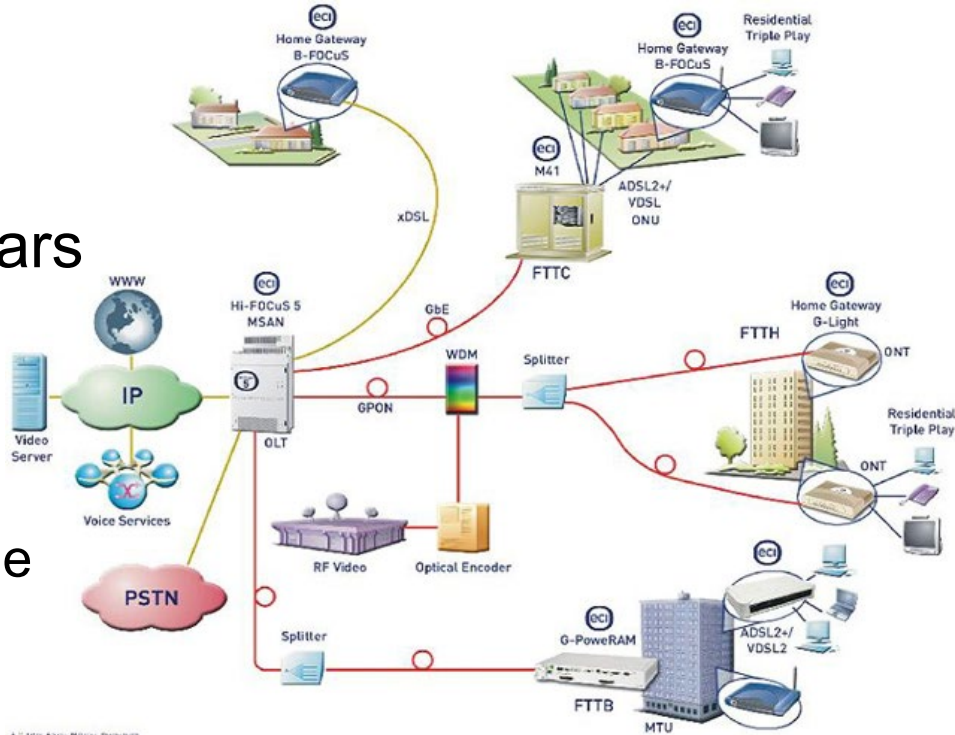 eci
Home Gateway
B-FOCuS
eci
Home Gateway
B-FOCuS
Residential
Triple Play
eci
M41
ADSL2+/
VDSL
ONU
xDSL
FTTC
ars
WWW
eci
Hi-FOCuS 5
MSAN
GbE
WDM
Splitter
eci
Home Gateway
G-Light
FTTH
ONT
IP
5
GPON
OLT
Video
Server
Residential
Triple Play
ONT
Voice Services
RF Video
Optical Encoder
e
PSTN
Splitter
eci
G-PoweRAM
FTTB
MTU
eci
ADSL2+/
VDSL2